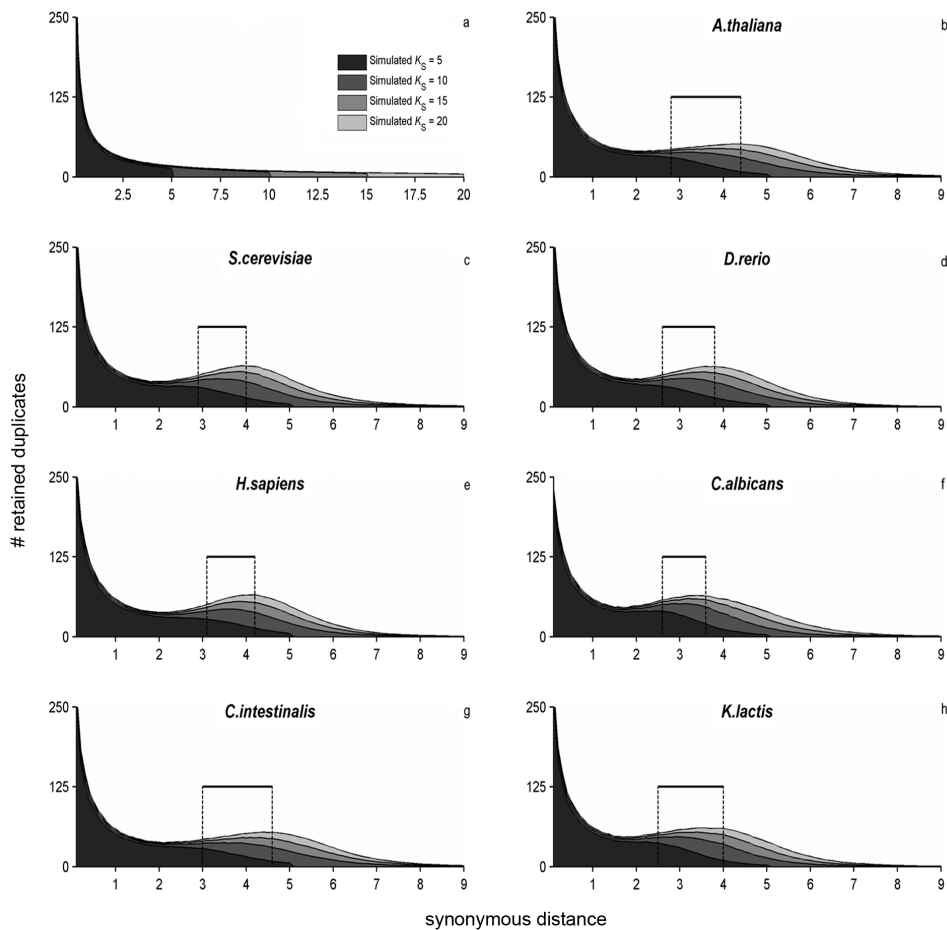 250
a
125
0
2.5 5 7.5 10 12.5 15 17.5 20
Simulated K_S = 5
Simulated K_S = 10
Simulated K_S = 15
Simulated K_S = 20
250
A.thaliana
b
125
0
1 2 3 4 5 6 7 8 9
250
S.cerevisiae
c
125
0
1 2 3 4 5 6 7 8 9
250
D.rerio
d
125
0
1 2 3 4 5 6 7 8 9
250
H.sapiens
e
125
0
1 2 3 4 5 6 7 8 9
250
C.albicans
f
125
0
1 2 3 4 5 6 7 8 9
250
C.intestinalis
g
125
0
1 2 3 4 5 6 7 8 9
250
K.lactis
h
125
0
1 2 3 4 5 6 7 8 9
# retained duplicates
synonymous distance